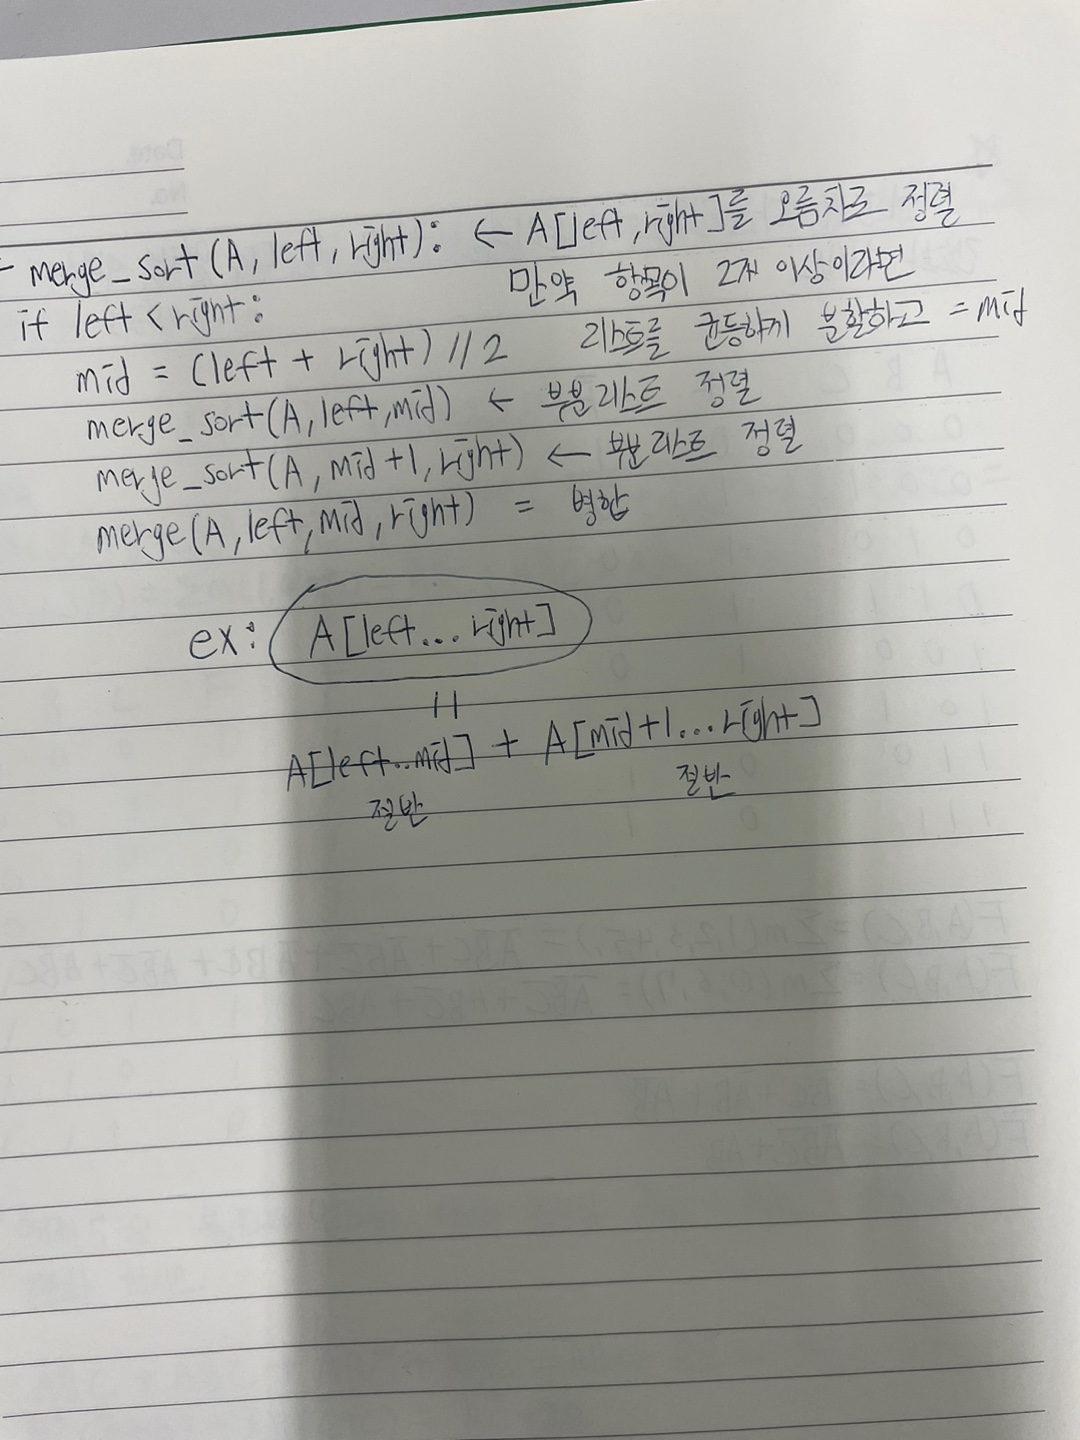 merge_sort(A, left, right): ← A[left, right]를 오름차로 정렬
if left < right: 만약 항목이 2개 이상이라면
mid = (left + right) // 2 리스트를 균등하게 분할하고 = mid
merge_sort(A, left, mid) ← 부분리스트 정렬
merge_sort(A, mid+1, right) ← 부분리스트 정렬
merge(A, left, mid, right) = 병합
ex: A[left... right]
=
A[left..mid] + A[mid+1...right]
절반 절반